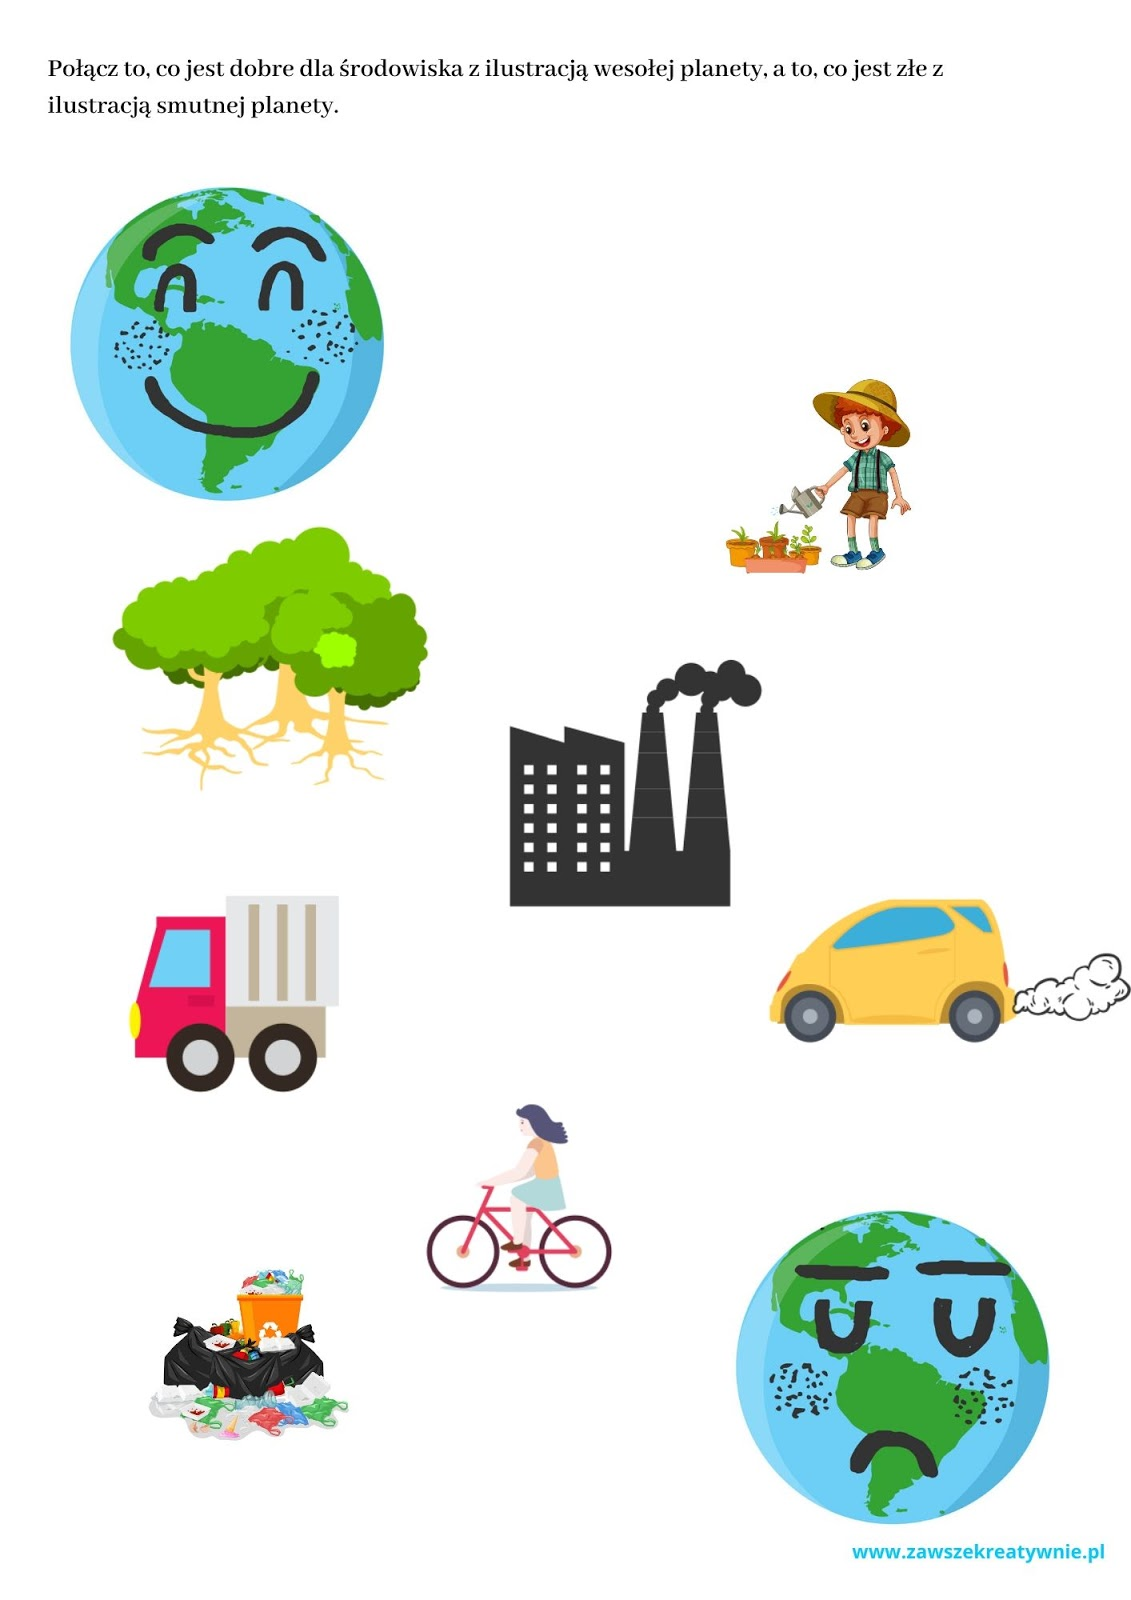 Połącz to, co jest dobre dla środowiska z ilustracją wesołej planety, a to, co jest złe z
ilustracją smutnej planety.
www.zawszekreatywnie.pl